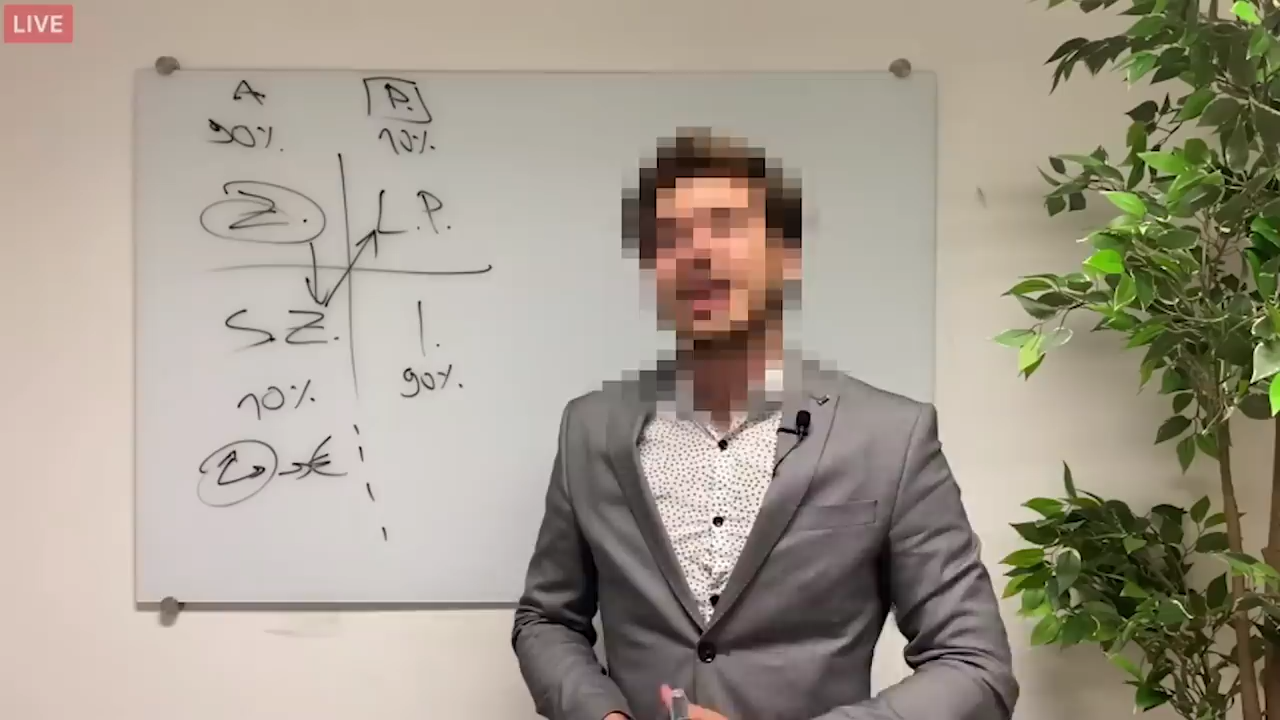 LIVE
A P.
90% 10%
Z. L.P.
S.Z. I.
10% 90%
€